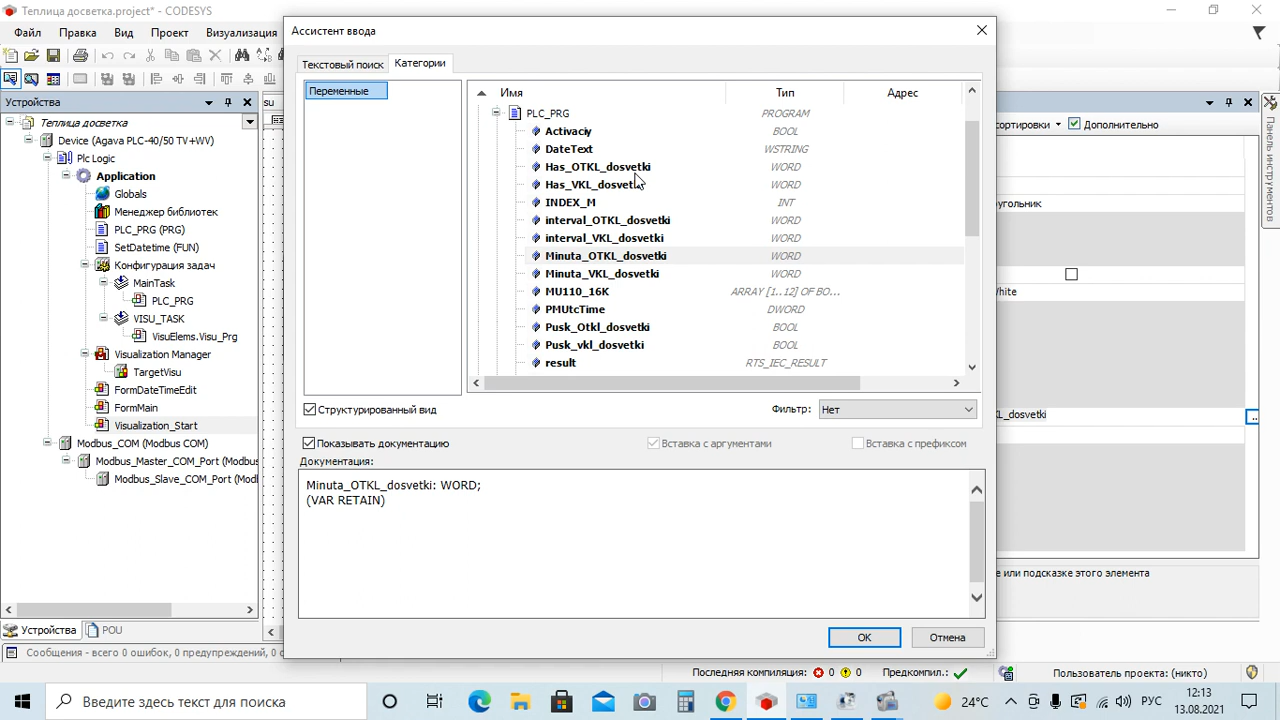 Теплица досветка.project* - CODESYS
Файл Правка Вид Проект Визуализация
Устройства
Теплица досветка
Device (Agava PLC-40/50 TV+WV)
Plc Logic
Application
Globals
Менеджер библиотек
PLC_PRG (PRG)
SetDatetime (FUN)
Конфигурация задач
MainTask
PLC_PRG
VISU_TASK
VisuElems.Visu_Prg
Visualization Manager
TargetVisu
FormDateTimeEdit
FormMain
Visualization_Start
Modbus_COM (Modbus COM)
Modbus_Master_COM_Port (Modbus
Modbus_Slave_COM_Port (Modbus
Устройства POU
Сообщения - всего 0 ошибок, 0 предупреждений, 0
su
Ассистент ввода
Текстовый поиск Категории
Переменные
Имя Тип Адрес
PLC_PRG PROGRAM
Activaciy BOOL
DateText WSTRING
Has_OTKL_dosvetki WORD
Has_VKL_dosvetki WORD
INDEX_M INT
interval_OTKL_dosvetki WORD
interval_VKL_dosvetki WORD
Minuta_OTKL_dosvetki WORD
Minuta_VKL_dosvetki WORD
MU110_16K ARRAY [1..12] OF BO...
PMUtcTime DWORD
Pusk_Otkl_dosvetki BOOL
Pusk_vkl_dosvetki BOOL
result RTS_IEC_RESULT
Структурированный вид Фильтр: Нет
Показывать документацию Вставка с аргументами Вставка с префиксом
Документация:
Minuta_OTKL_dosvetki: WORD;
(VAR RETAIN)
OK Отмена
сортировки Дополнительно
угольник
White
KL_dosvetki ...
е или подсказке этого элемента
Панель инструментов
Последняя компиляция: 0 0 Предкомпил.: Пользователь проекта: (никто)
Введите здесь текст для поиска
24°C РУС 12:13
13.08.2021